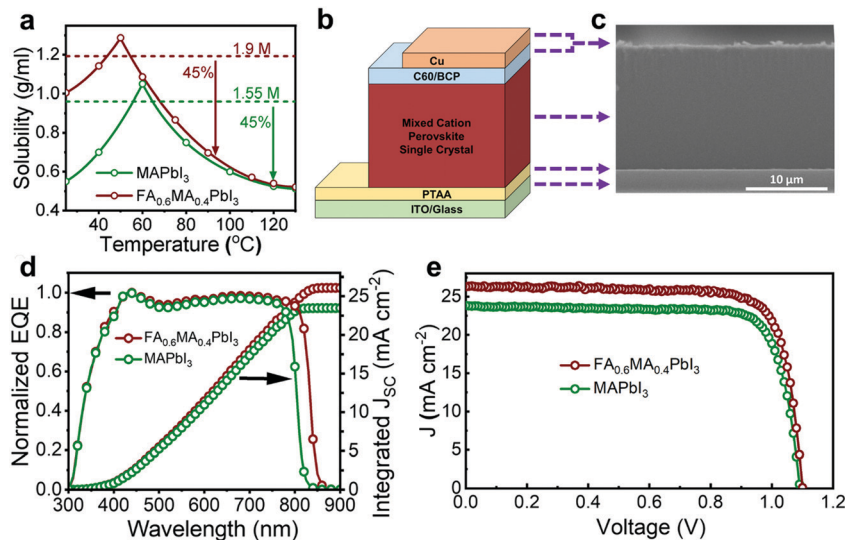 a
Solubility (g/ml)
1.4
1.2
1.0
0.8
0.6
0.4
1.9 M
45%
1.55 M
45%
MAPbI3
FA0.6MA0.4PbI3
40 60 80 100 120
Temperature (oC)
b
Cu
C60/BCP
Mixed Cation
Perovskite
Single Crystal
PTAA
ITO/Glass
c
10 µm
d
Normalized EQE
1.0
0.8
0.6
0.4
0.2
0.0
FA0.6MA0.4PbI3
MAPbI3
300 400 500 600 700 800 900
Wavelength (nm)
25
20
15
10
5
0
Integrated JSC (mA cm-2)
e
J (mA cm-2)
25
20
15
10
5
0
FA0.6MA0.4PbI3
MAPbI3
0.0 0.2 0.4 0.6 0.8 1.0 1.2
Voltage (V)